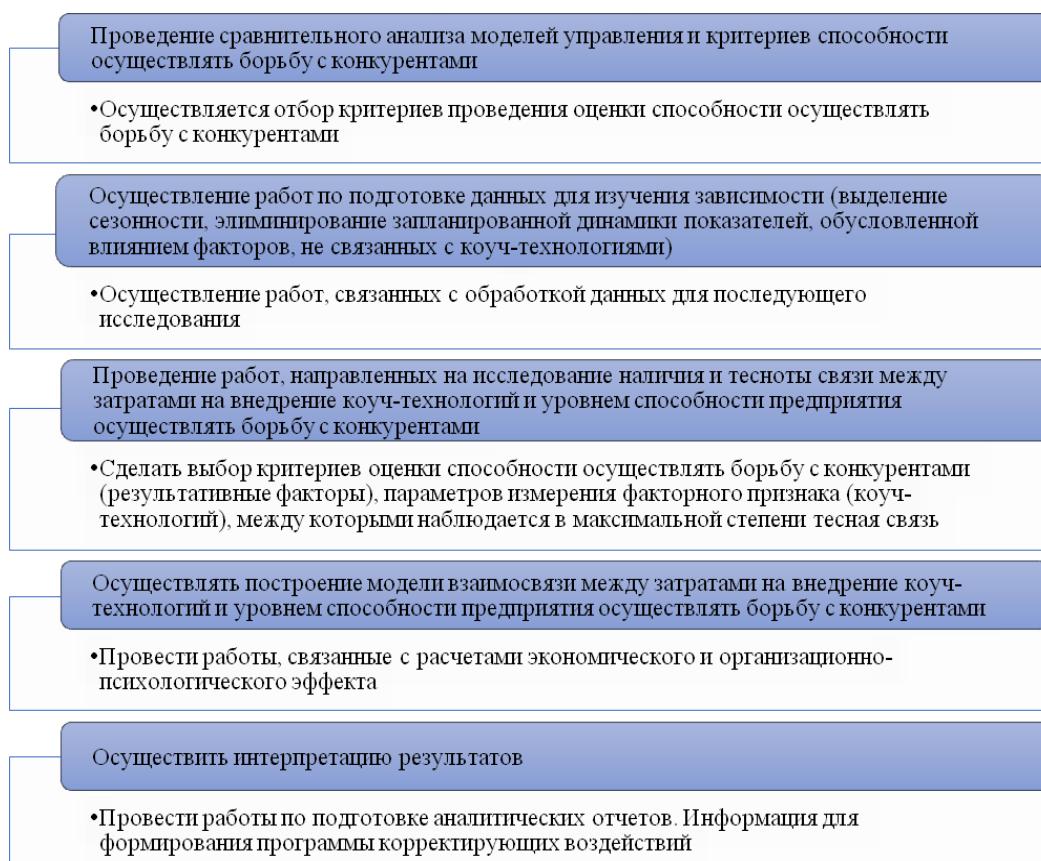 Проведение сравнительного анализа моделей управления и критериев способности
осуществлять борьбу с конкурентами
•Осуществляется отбор критериев проведения оценки способности осуществлять
борьбу с конкурентами
Осуществление работ по подготовке данных для изучения зависимости (выделение
сезонности, элиминирование запланированной динамики показателей, обусловленной
влиянием факторов, не связанных с коуч-технологиями)
•Осуществление работ, связанных с обработкой данных для последующего
исследования
Проведение работ, направленных на исследование наличия и тесноты связи между
затратами на внедрение коуч-технологий и уровнем способности предприятия
осуществлять борьбу с конкурентами
•Сделать выбор критериев оценки способности осуществлять борьбу с конкурентами
(результативные факторы), параметров измерения факторного признака (коуч-
технологий), между которыми наблюдается в максимальной степени тесная связь
Осуществлять построение модели взаимосвязи между затратами на внедрение коуч-
технологий и уровнем способности предприятия осуществлять борьбу с конкурентами
•Провести работы, связанные с расчетами экономического и организационно-
психологического эффекта
Осуществить интерпретацию результатов
•Провести работы по подготовке аналитических отчетов. Информация для
формирования программы корректирующих воздействий